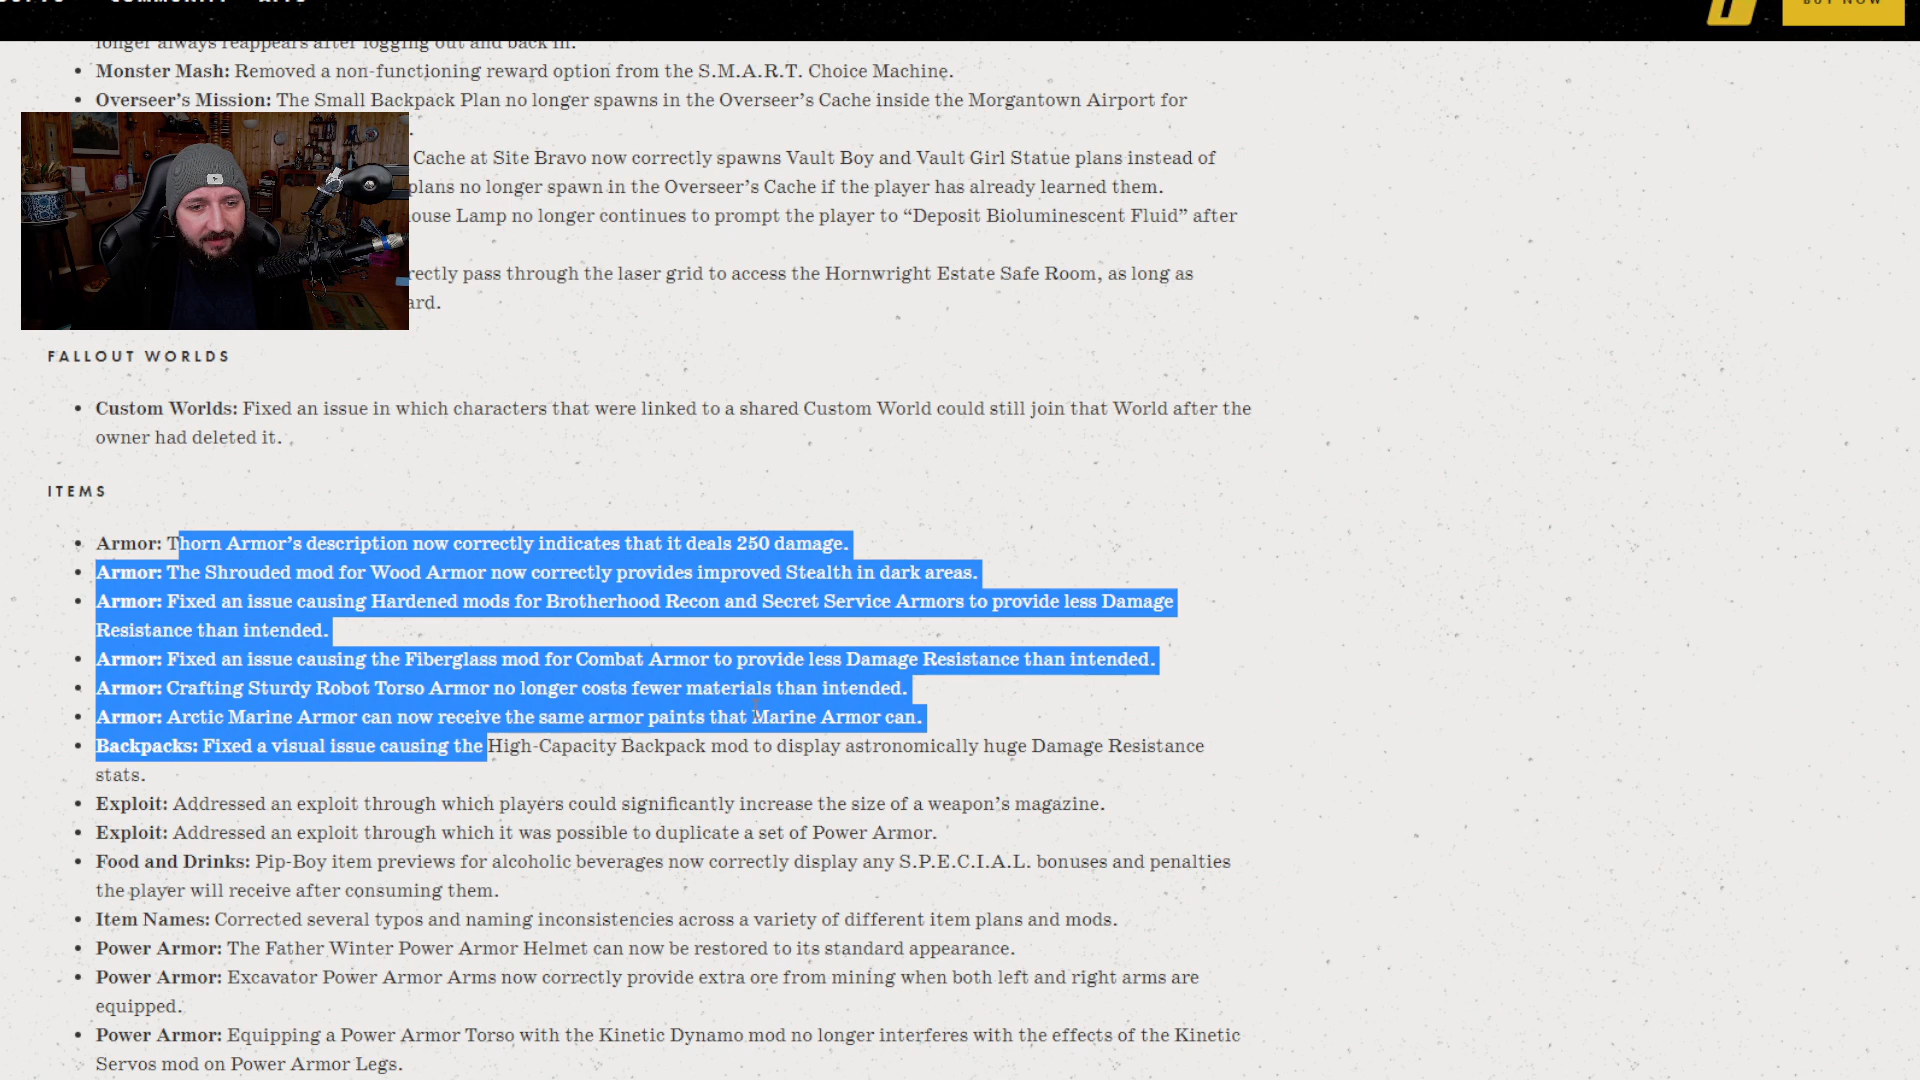 BUY NOW
longer always reappears after logging out and back in.
• Monster Mash: Removed a non-functioning reward option from the S.M.A.R.T. Choice Machine.
• Overseer’s Mission: The Small Backpack Plan no longer spawns in the Overseer’s Cache inside the Morgantown Airport for
Cache at Site Bravo now correctly spawns Vault Boy and Vault Girl Statue plans instead of
plans no longer spawn in the Overseer’s Cache if the player has already learned them.
ouse Lamp no longer continues to prompt the player to “Deposit Bioluminescent Fluid” after
rectly pass through the laser grid to access the Hornwright Estate Safe Room, as long as
ard.
FALLOUT WORLDS
• Custom Worlds: Fixed an issue in which characters that were linked to a shared Custom World could still join that World after the
owner had deleted it.
ITEMS
• Armor: Thorn Armor’s description now correctly indicates that it deals 250 damage.
• Armor: The Shrouded mod for Wood Armor now correctly provides improved Stealth in dark areas.
• Armor: Fixed an issue causing Hardened mods for Brotherhood Recon and Secret Service Armors to provide less Damage
Resistance than intended.
• Armor: Fixed an issue causing the Fiberglass mod for Combat Armor to provide less Damage Resistance than intended.
• Armor: Crafting Sturdy Robot Torso Armor no longer costs fewer materials than intended.
• Armor: Arctic Marine Armor can now receive the same armor paints that Marine Armor can.
• Backpacks: Fixed a visual issue causing the High-Capacity Backpack mod to display astronomically huge Damage Resistance
stats.
• Exploit: Addressed an exploit through which players could significantly increase the size of a weapon’s magazine.
• Exploit: Addressed an exploit through which it was possible to duplicate a set of Power Armor.
• Food and Drinks: Pip-Boy item previews for alcoholic beverages now correctly display any S.P.E.C.I.A.L. bonuses and penalties
the player will receive after consuming them.
• Item Names: Corrected several typos and naming inconsistencies across a variety of different item plans and mods.
• Power Armor: The Father Winter Power Armor Helmet can now be restored to its standard appearance.
• Power Armor: Excavator Power Armor Arms now correctly provide extra ore from mining when both left and right arms are
equipped.
• Power Armor: Equipping a Power Armor Torso with the Kinetic Dynamo mod no longer interferes with the effects of the Kinetic
Servos mod on Power Armor Legs.